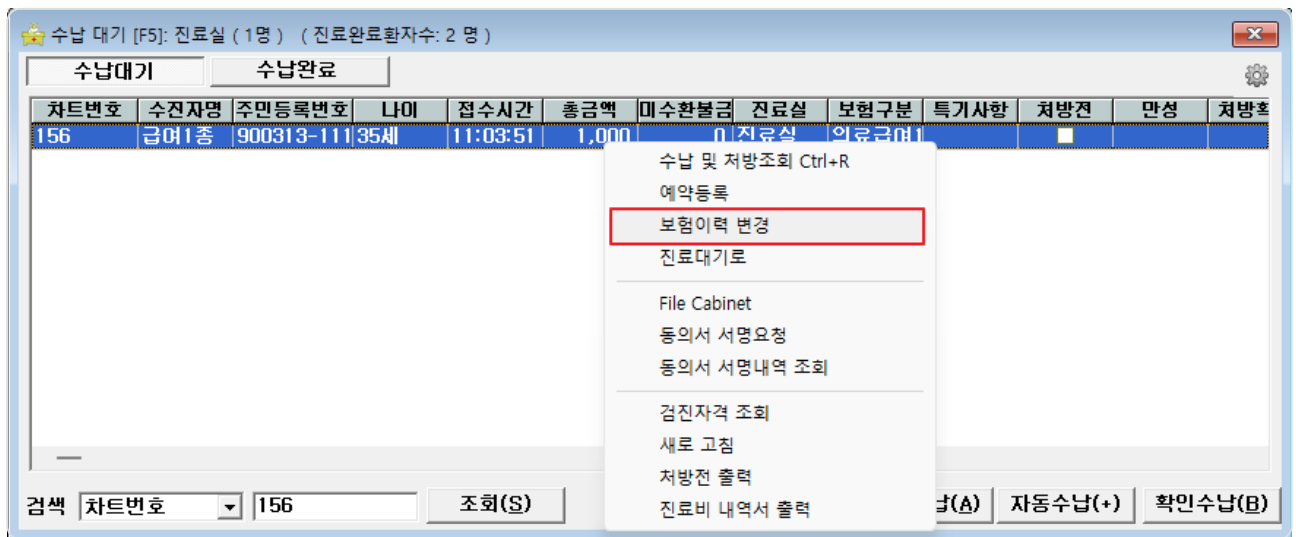 수납 대기 [F5]: 진료실 ( 1명 ) ( 진료완료환자수: 2 명 )
수납대기 수납완료
차트번호 수진자명 주민등록번호 나이 접수시간 총금액 미수환불금 진료실 보험구분 특기사항 처방전 만성
156 급여1종 900313-111 35세 11:03:51 1,000 0 진료실 의료급여1
수납 및 처방조회 Ctrl+R
예약등록
보험이력 변경
진료대기로
File Cabinet
동의서 서명요청
동의서 서명내역 조회
검진자격 조회
새로 고침
처방전 출력
진료비 내역서 출력
검색 차트번호 156 조회(S) 납(A) 자동수납(+) 확인수납(B)